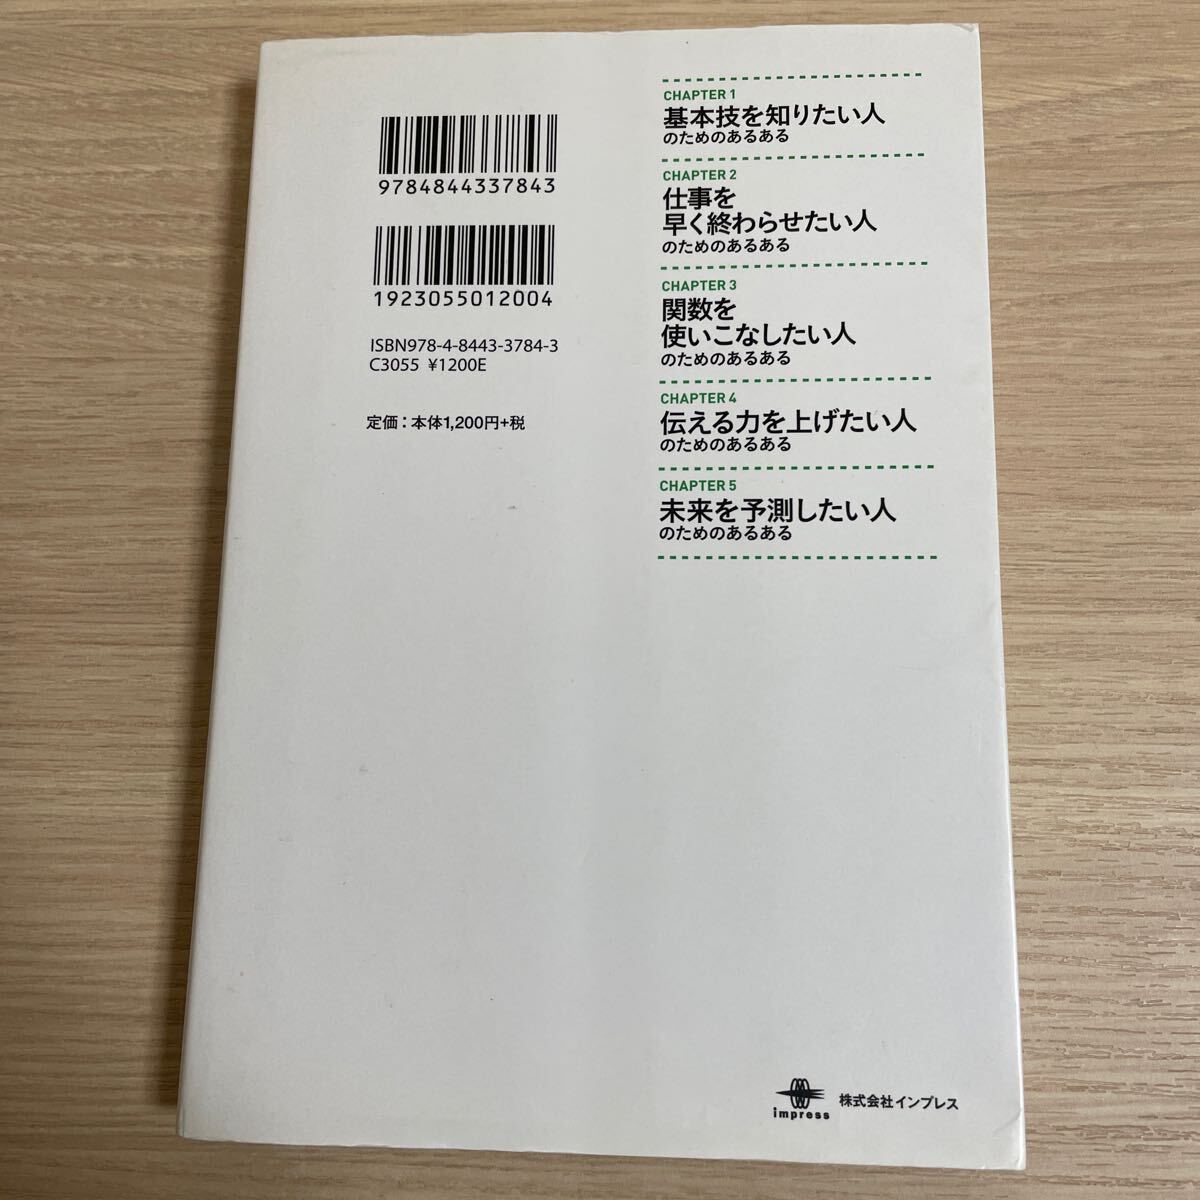 9784844337843
1923055012004
ISBN978-4-8443-3784-3
C3055 ¥1200E
定価：本体1,200円+税
CHAPTER 1
基本技を知りたい人
のためのあるある
CHAPTER 2
仕事を
早く終わらせたい人
のためのあるある
CHAPTER 3
関数を
使いこなしたい人
のためのあるある
CHAPTER 4
伝える力を上げたい人
のためのあるある
CHAPTER 5
未来を予測したい人
のためのあるある
impress
株式会社インプレス